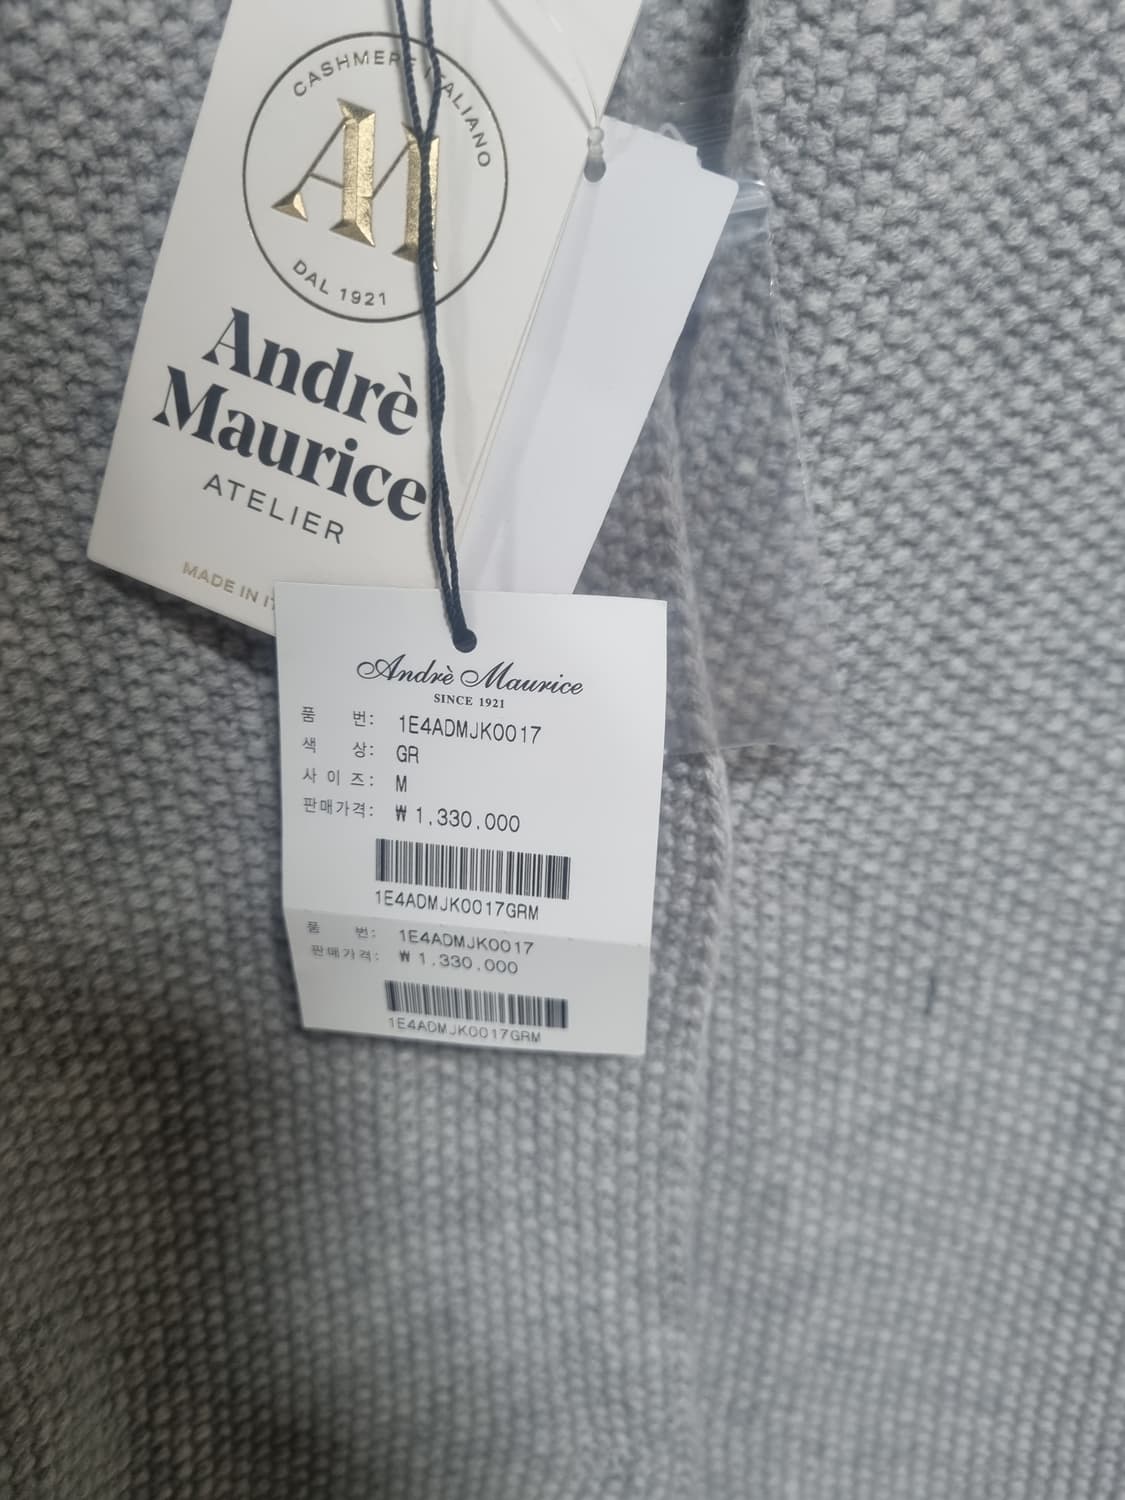 CASHMERE ITALIANO
AM
DAL 1921
Andrè
Maurice
ATELIER
MADE IN
Andrè Maurice
SINCE 1921
품 번: 1E4ADMJK0017
색 상: GR
사 이 즈: M
판매가격: ₩ 1,330,000
1E4ADMJK0017GRM
품 번: 1E4ADMJK0017
판매가격: ₩ 1,330,000
1E4ADMJK0017GRM